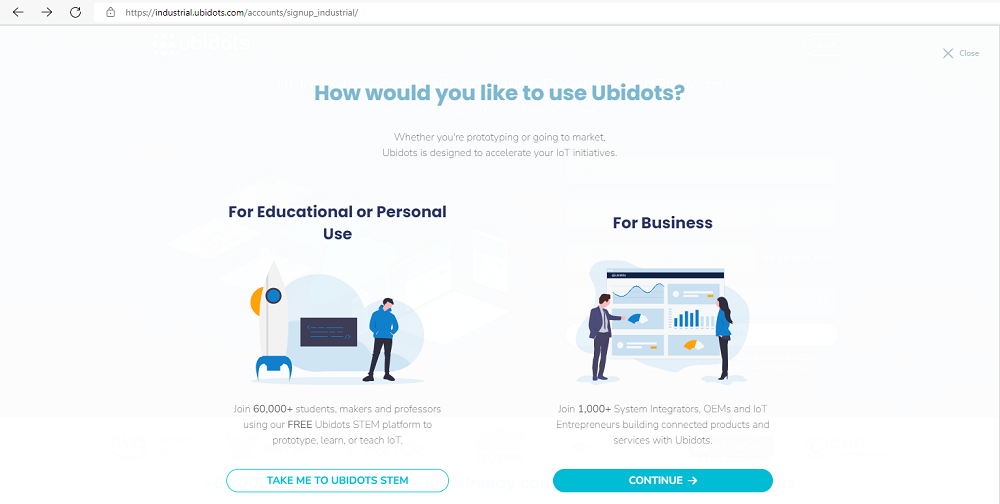 https://industrial.ubidots.com/accounts/signup_industrial/
ubidots
Close
How would you like to use Ubidots?
Whether you're prototyping or going to market,
Ubidots is designed to accelerate your IoT initiatives.
For Educational or Personal
Use
Join 60,000+ students, makers and professors
using our FREE Ubidots STEM platform to
prototype, learn, or teach IoT.
TAKE ME TO UBIDOTS STEM
For Business
Join 1,000+ System Integrators, OEMs and IoT
Entrepreneurs building connected products and
services with Ubidots.
CONTINUE →